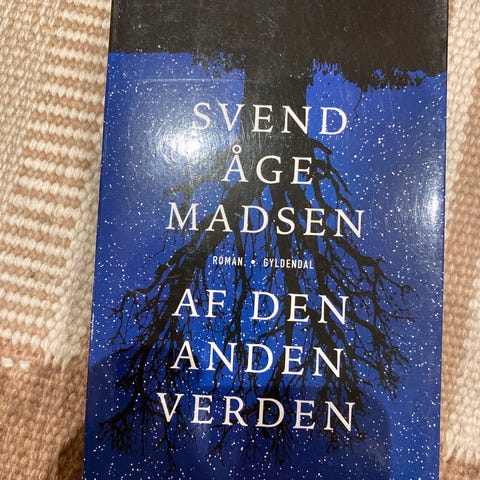 SVEND
ÅGE
MADSEN
ROMAN • GYLDENDAL
AF DEN
ANDEN
VERDEN